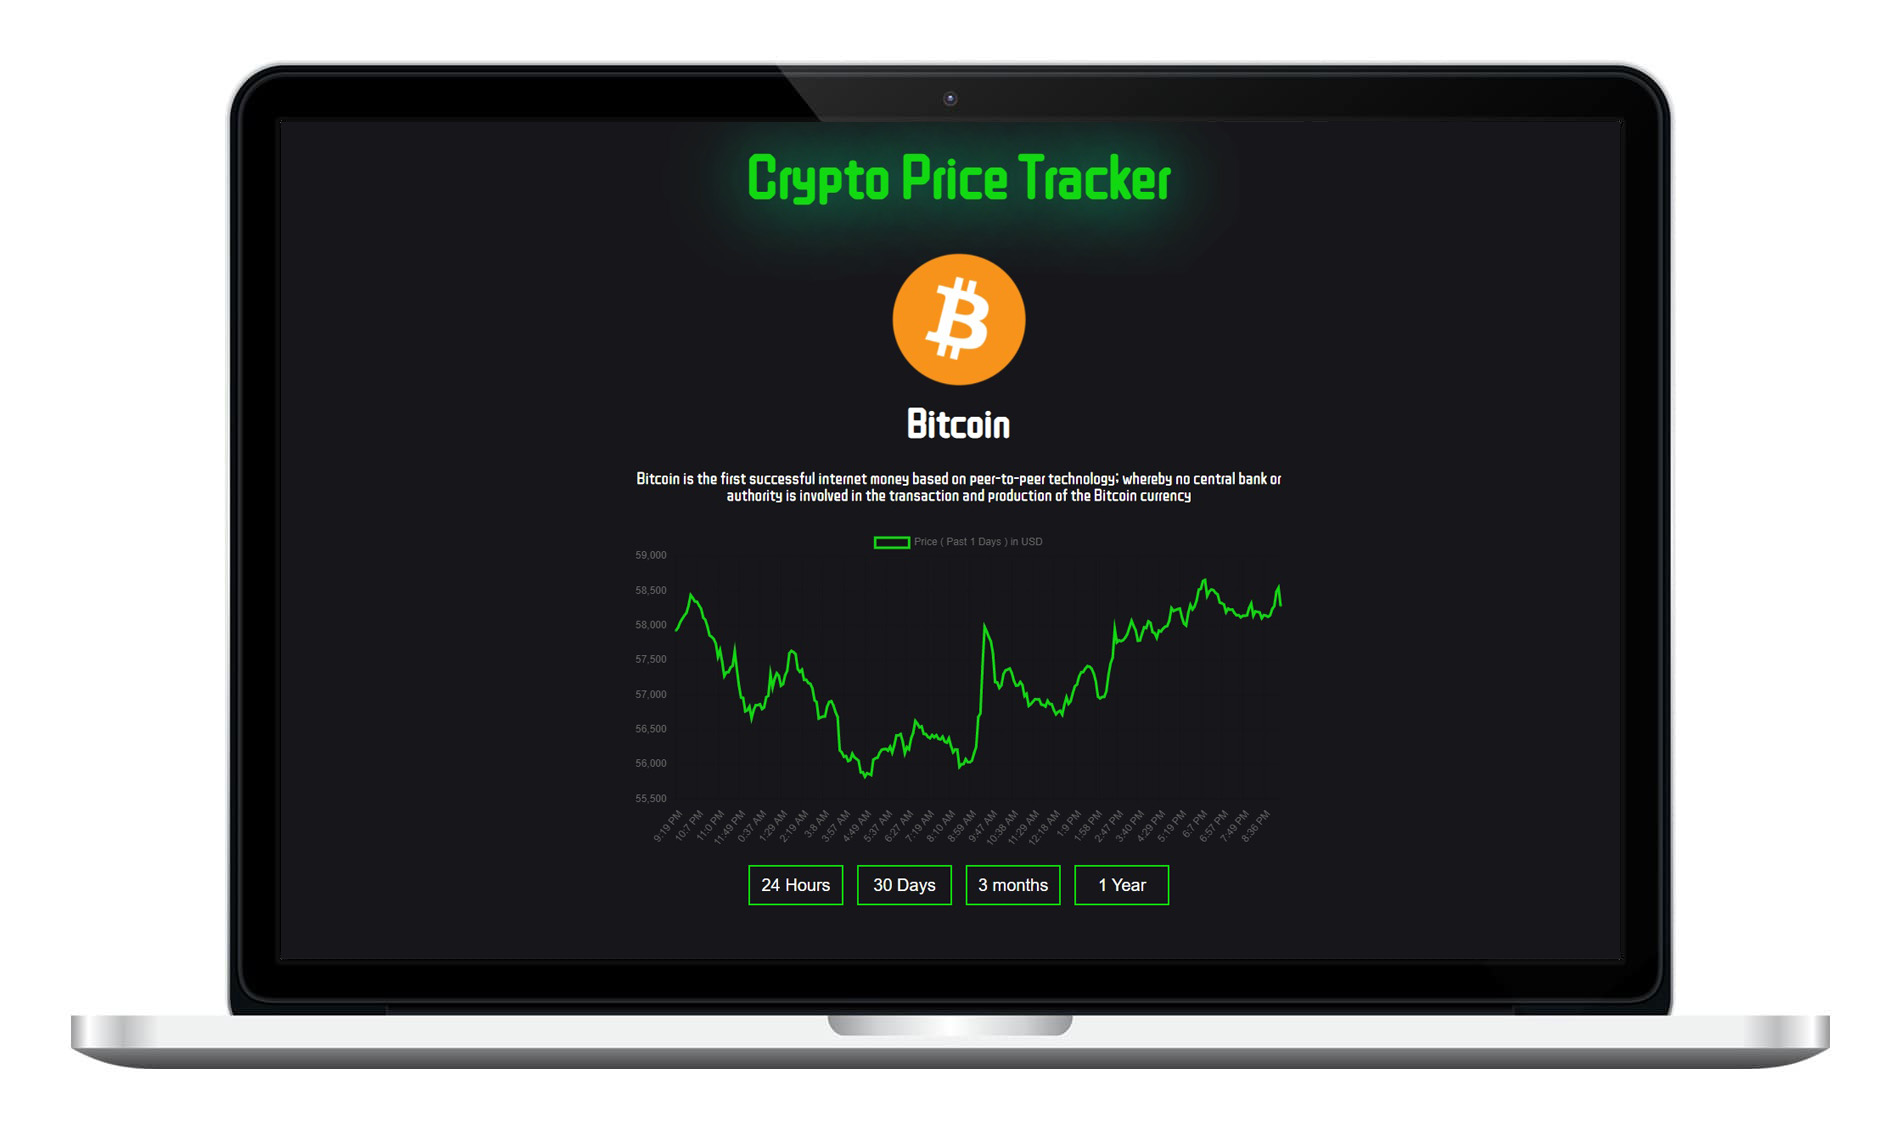 Crypto Price Tracker
Bitcoin
Bitcoin is the first successful internet money based on peer-to-peer technology; whereby no central bank or
authority is involved in the transaction and production of the Bitcoin currency
Price ( Past 1 Days ) in USD
59,000
58,500
58,000
57,500
57,000
56,500
56,000
55,500
9:19 PM
10:7 PM
11:0 PM
11:49 PM
0:37 AM
1:29 AM
2:19 AM
3:8 AM
3:57 AM
4:49 AM
5:37 AM
6:27 AM
7:19 AM
8:10 AM
8:59 AM
9:47 AM
10:38 AM
11:29 AM
12:18 AM
1:9 PM
1:58 PM
2:47 PM
3:40 PM
4:29 PM
5:19 PM
6:7 PM
6:57 PM
7:49 PM
8:36 PM
24 Hours
30 Days
3 months
1 Year